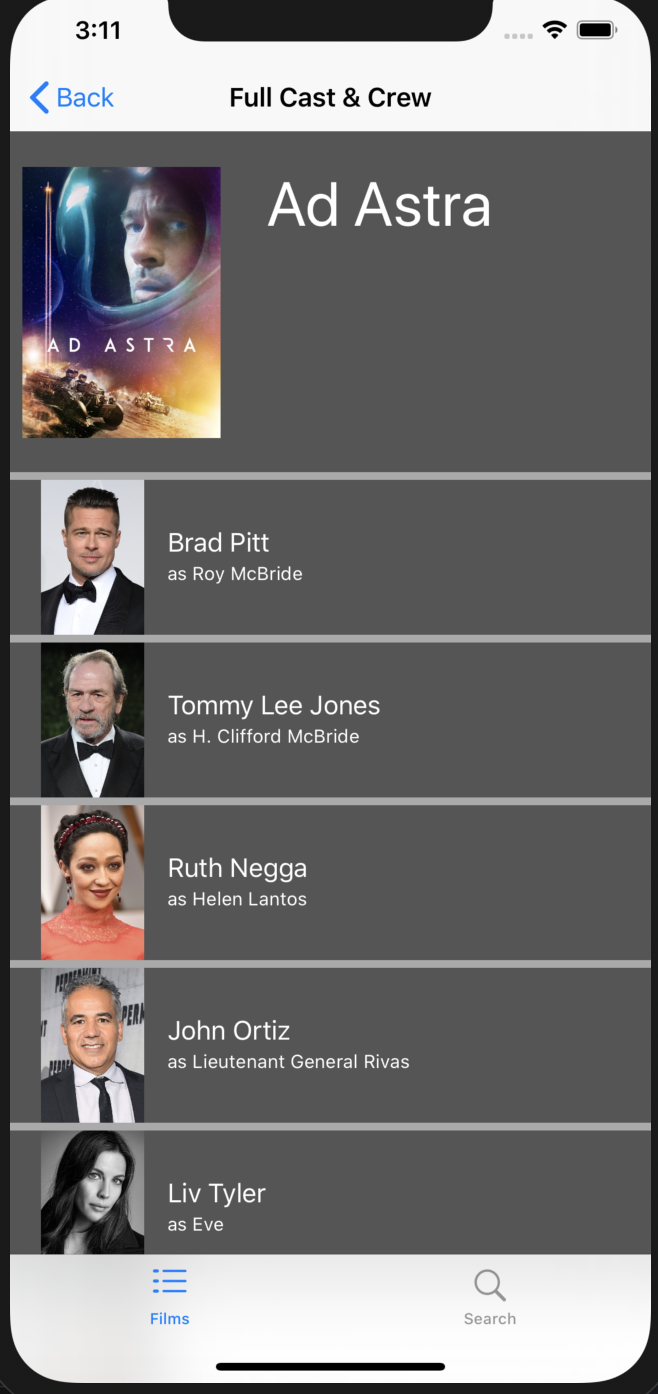 3:11
Back
Full Cast & Crew
Ad Astra
AD ASTRA
Brad Pitt
as Roy McBride
Tommy Lee Jones
as H. Clifford McBride
Ruth Negga
as Helen Lantos
PEPPERMINT
John Ortiz
as Lieutenant General Rivas
Liv Tyler
as Eve
Films
Search